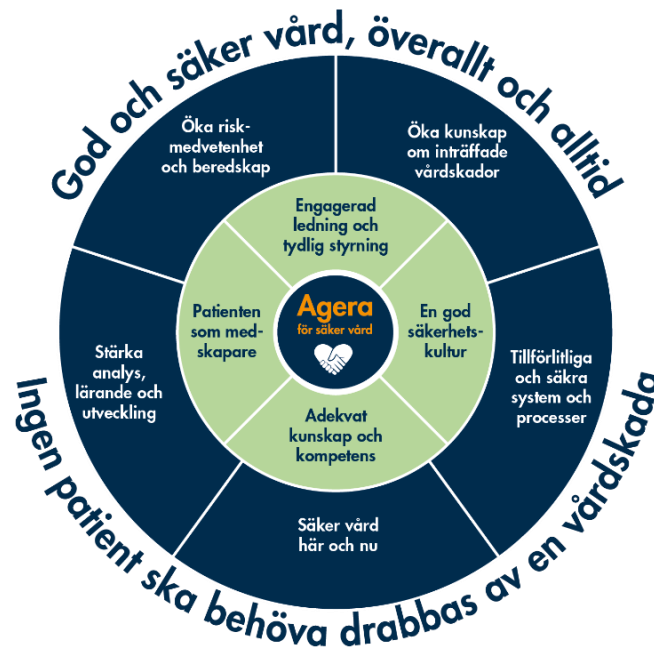 God och säker vård, överallt och alltid
Öka risk-
medvetenhet
och beredskap
Öka kunskap
om inträffade
vårdskador
Engagerad
ledning och
tydlig styrning
Patienten
som med-
skapare
Agera
för säker vård
En god
säkerhets-
kultur
Stärka
analys,
lärande och
utveckling
Tillförlitliga
och säkra
system och
processer
Adekvat
kunskap och
kompetens
Säker vård
här och nu
Ingen patient ska behöva drabbas av en vårdskada